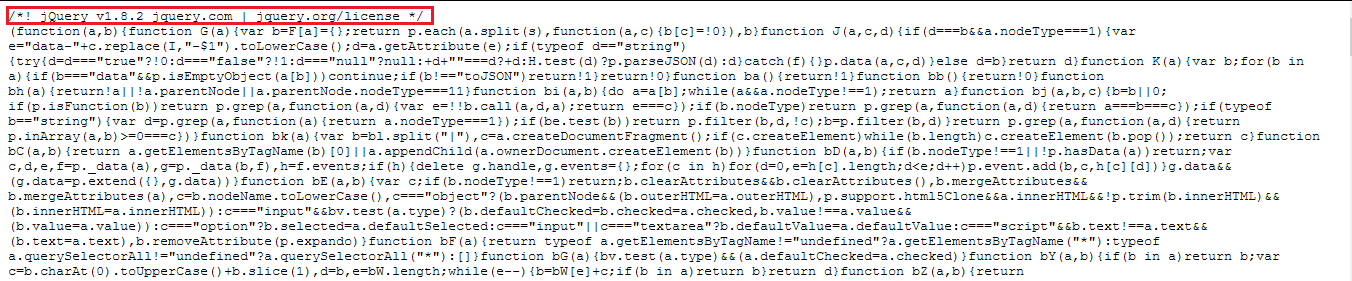 /*! jQuery v1.8.2 jquery.com | jquery.org/license */
(function(a,b){function G(a){var b=F[a]={};return p.each(a.split(s),function(a,c){b[c]=!0}),b}function J(a,c,d){if(d===b&&a.nodeType===1){var
e="data-"+c.replace(I,"-$1").toLowerCase();d=a.getAttribute(e);if(typeof d=="string")
{try{d=d==="true"?!0:d==="false"?!1:d==="null"?null:+d+""===d?+d:H.test(d)?p.parseJSON(d):d}catch(f){}p.data(a,c,d)}else d=b}return d}function K(a){var b;for(b in
a){if(b==="data"&&p.isEmptyObject(a[b]))continue;if(b!=="toJSON")return!1}return!0}function ba(){return!1}function bb(){return!0}function
bh(a){return!a||!a.parentNode||a.parentNode.nodeType===11}function bi(a,b){do a=a[b];while(a&&a.nodeType!==1);return a}function bj(a,b,c){b=b||0;
if(p.isFunction(b))return p.grep(a,function(a,d){var e=!!b.call(a,d,a);return e===c});if(b.nodeType)return p.grep(a,function(a,d){return a===b===c});if(typeof
b=="string"){var d=p.grep(a,function(a){return a.nodeType===1});if(be.test(b))return p.filter(b,d,!c);b=p.filter(b,d)}return p.grep(a,function(a,d){return
p.inArray(a,b)>=0===c})}function bk(a){var b=bl.split("|"),c=a.createDocumentFragment();if(c.createElement)while(b.length)c.createElement(b.pop());return c}function
bC(a,b){return a.getElementsByTagName(b)[0]||a.appendChild(a.ownerDocument.createElement(b))}function bD(a,b){if(b.nodeType!==1||!p.hasData(a))return;var
c,d,e,f=p._data(a),g=p._data(b,f),h=f.events;if(h){delete g.handle,g.events={};for(c in h)for(d=0,e=h[c].length;d<e;d++)p.event.add(b,c,h[c][d])}g.data&&
(g.data=p.extend({},g.data))}function bE(a,b){var c;if(b.nodeType!==1)return;b.clearAttributes&&b.clearAttributes(),b.mergeAttributes&&
b.mergeAttributes(a),c=b.nodeName.toLowerCase(),c==="object"?(b.parentNode&&(b.outerHTML=a.outerHTML),p.support.html5Clone&&a.innerHTML&&!p.trim(b.innerHTML)&&
(b.innerHTML=a.innerHTML)):c==="input"&&bv.test(a.type)?(b.defaultChecked=b.checked=a.checked,b.value!==a.value&&
(b.value=a.value)):c==="option"?b.selected=a.defaultSelected:c==="input"||c==="textarea"?b.defaultValue=a.defaultValue:c==="script"&&b.text!==a.text&&
(b.text=a.text),b.removeAttribute(p.expando)}function bF(a){return typeof a.getElementsByTagName!="undefined"?a.getElementsByTagName("*"):typeof
a.querySelectorAll!="undefined"?a.querySelectorAll("*"):[]}function bG(a){bv.test(a.type)&&(a.defaultChecked=a.checked)}function bY(a,b){if(b in a)return b;var
c=b.charAt(0).toUpperCase()+b.slice(1),d=b,e=bW.length;while(e--){b=bW[e]+c;if(b in a)return b}return d}function bZ(a,b){return